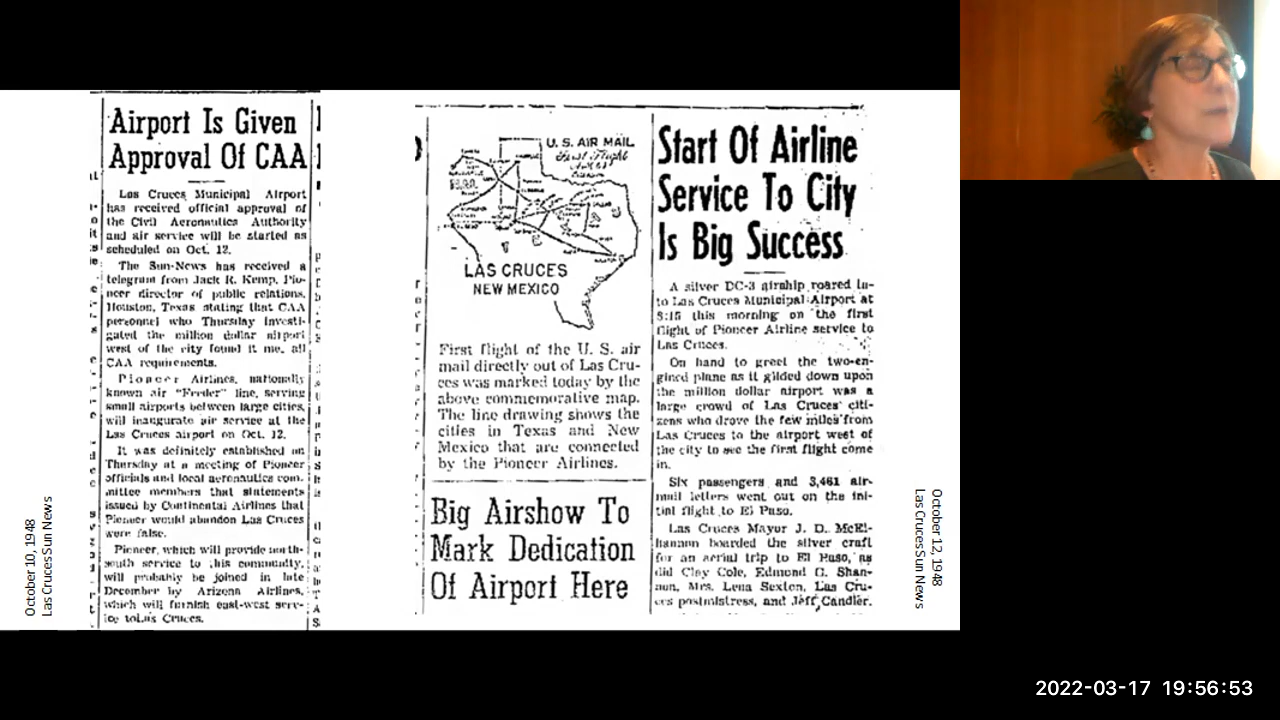 Airport Is Given
Approval Of CAA
Las Cruces Municipal Airport
has received official approval of
the Civil Aeronautics Authority
and air service will be started as
scheduled on Oct. 12.
The Sun-News has received a
telegram from Jack R. Kemp, Pio-
neer director of public relations,
Houston, Texas stating that CAA
personnel who Thursday investi-
gated the million dollar airport
west of the city found it me. all
CAA requirements.
Pioneer Airlines, nationally
known air "Feeder" line, serving
small airports between large cities,
will inaugurate air service at the
Las Cruces airport on Oct. 12.
It was definitely established on
Thursday at a meeting of Pioneer
officials and local aeronautics com-
mittee members that statements
issued by Continental Airlines that
Pioneer would abandon Las Cruces
were false.
Pioneer, which will provide north-
south service to this community,
will probably be joined in late
December by Arizona Airlines,
which will furnish east-west serv-
ice to Las Cruces.
October 10, 1948
Las Cruces Sun News
U.S. AIR MAIL
First Flight
LAS CRUCES
NEW MEXICO
First flight of the U. S. air
mail directly out of Las Cru-
ces was marked today by the
above commemorative map.
The line drawing shows the
cities in Texas and New
Mexico that are connected
by the Pioneer Airlines.
Big Airshow To
Mark Dedication
Of Airport Here
Start Of Airline
Service To City
Is Big Success
A silver DC-3 airship roared in-
to Las Cruces Municipal Airport at
8:15 this morning on the first
flight of Pioneer Airline service to
Las Cruces.
On hand to greet the two-en-
gined plane as it glided down upon
the million dollar airport was a
large crowd of Las Cruces' citi-
zens who drove the few miles from
Las Cruces to the airport west of
the city to see the first flight come
in.
Six passengers and 3,461 air-
mail letters went out on the ini-
tial flight to El Paso.
Las Cruces Mayor J. D. McEl-
hannon boarded the silver craft
for an aerial trip to El Paso, as
did Clay Cole, Edmond G. Shan-
non, Mrs. Lena Sexton, Las Cru-
ces postmistress, and Jeff Candler.
October 12, 1948
Las Cruces Sun News
2022-03-17 19:56:53